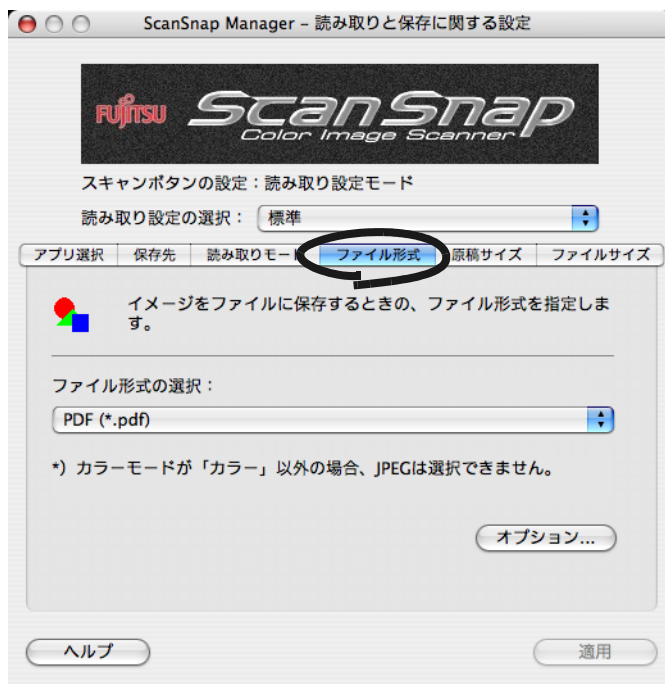 ScanSnap Manager – 読み取りと保存に関する設定
FUJITSU ScanSnap
Color Image Scanner
スキャンボタンの設定：読み取り設定モード
読み取り設定の選択： 標準
アプリ選択 保存先 読み取りモー ファイル形式 原稿サイズ ファイルサイズ
イメージをファイルに保存するときの、ファイル形式を指定しま
す。
ファイル形式の選択：
PDF (*.pdf)
*）カラーモードが「カラー」以外の場合、JPEGは選択できません。
オプション...
ヘルプ 適用